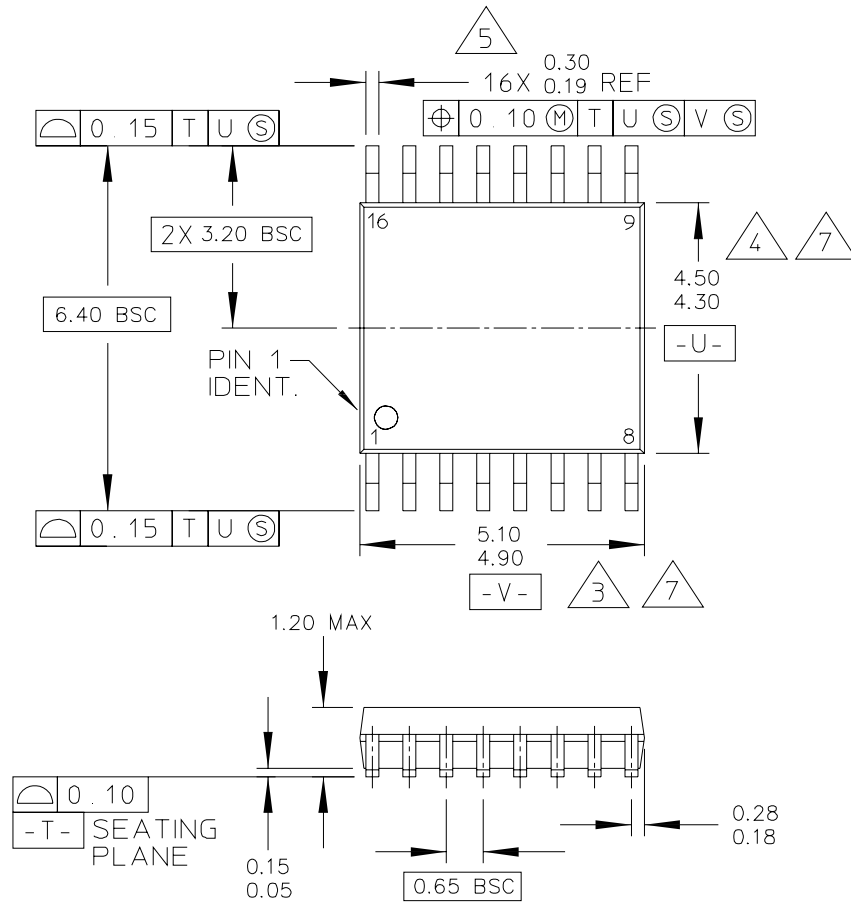 5
16X 0.30 0.19 REF
⌖ 0.10 Ⓜ T U Ⓢ V Ⓢ
⌓ 0.15 T U Ⓢ
2X 3.20 BSC
6.40 BSC
16
9
4
7
4.50
4.30
-U-
PIN 1
IDENT.
1
8
⌓ 0.15 T U Ⓢ
5.10
4.90
-V-
3
7
1.20 MAX
⌓ 0.10
-T- SEATING
PLANE
0.15
0.05
0.65 BSC
0.28
0.18